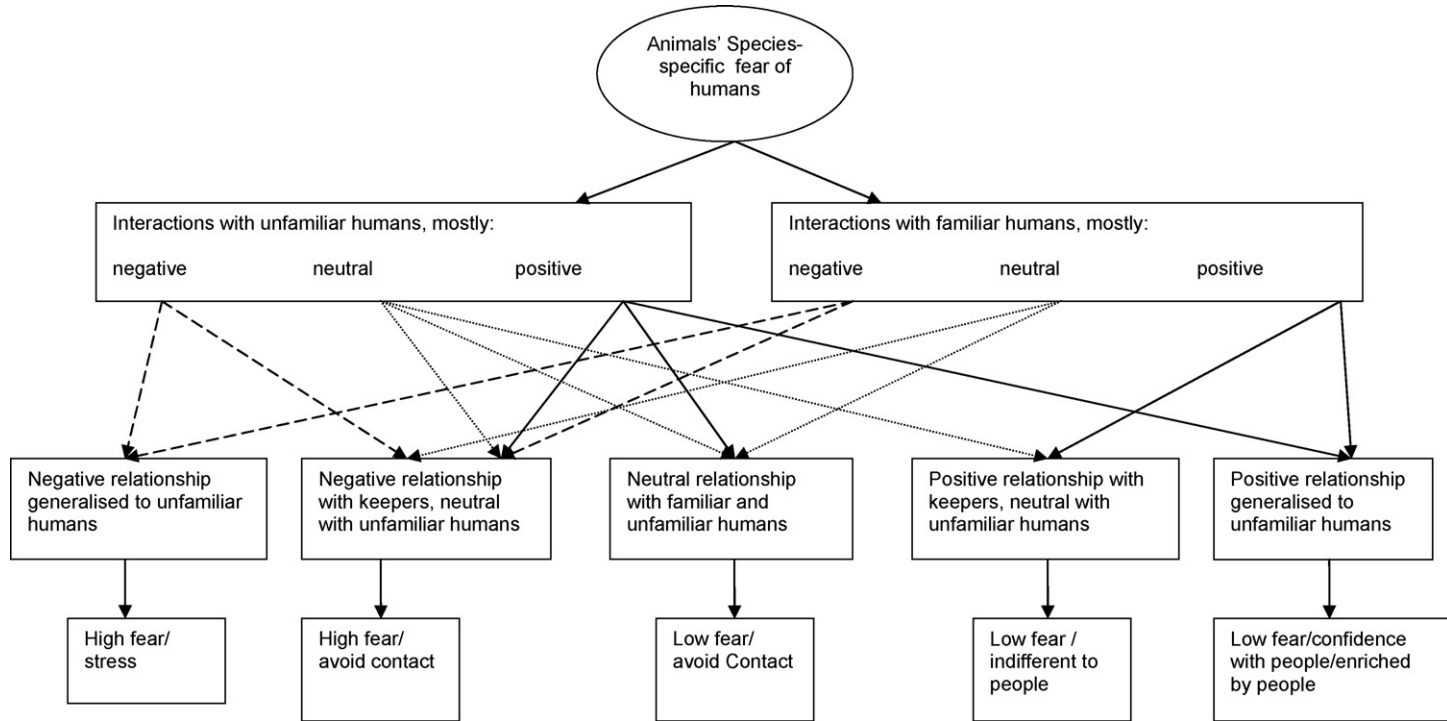 Animals’ Species-
specific fear of
humans
Interactions with unfamiliar humans, mostly:
negative neutral positive
Interactions with familiar humans, mostly:
negative neutral positive
Negative relationship
generalised to unfamiliar
humans
Negative relationship
with keepers, neutral
with unfamiliar humans
Neutral relationship
with familiar and
unfamiliar humans
Positive relationship with
keepers, neutral with
unfamiliar humans
Positive relationship
generalised to
unfamiliar humans
High fear/
stress
High fear/
avoid contact
Low fear/
avoid Contact
Low fear /
indifferent to
people
Low fear/confidence
with people/enriched
by people